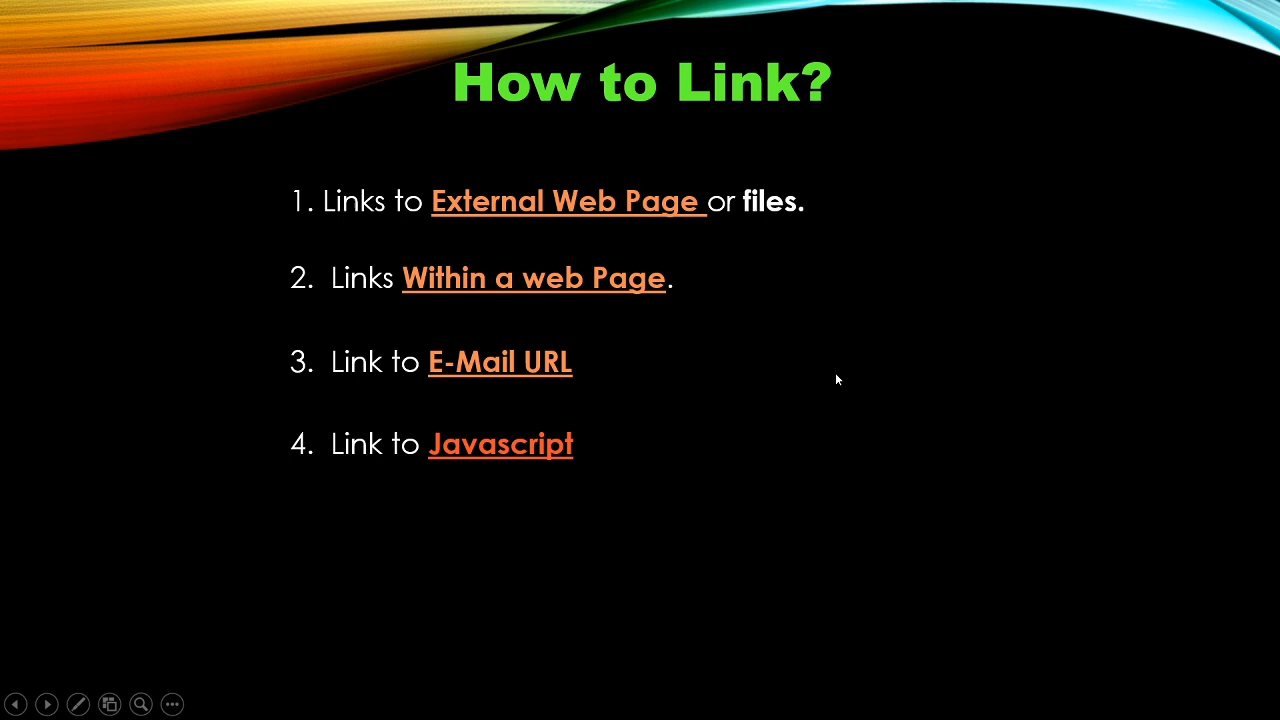 How to Link?
1. Links to External Web Page or files.
2. Links Within a web Page.
3. Link to E-Mail URL
4. Link to Javascript